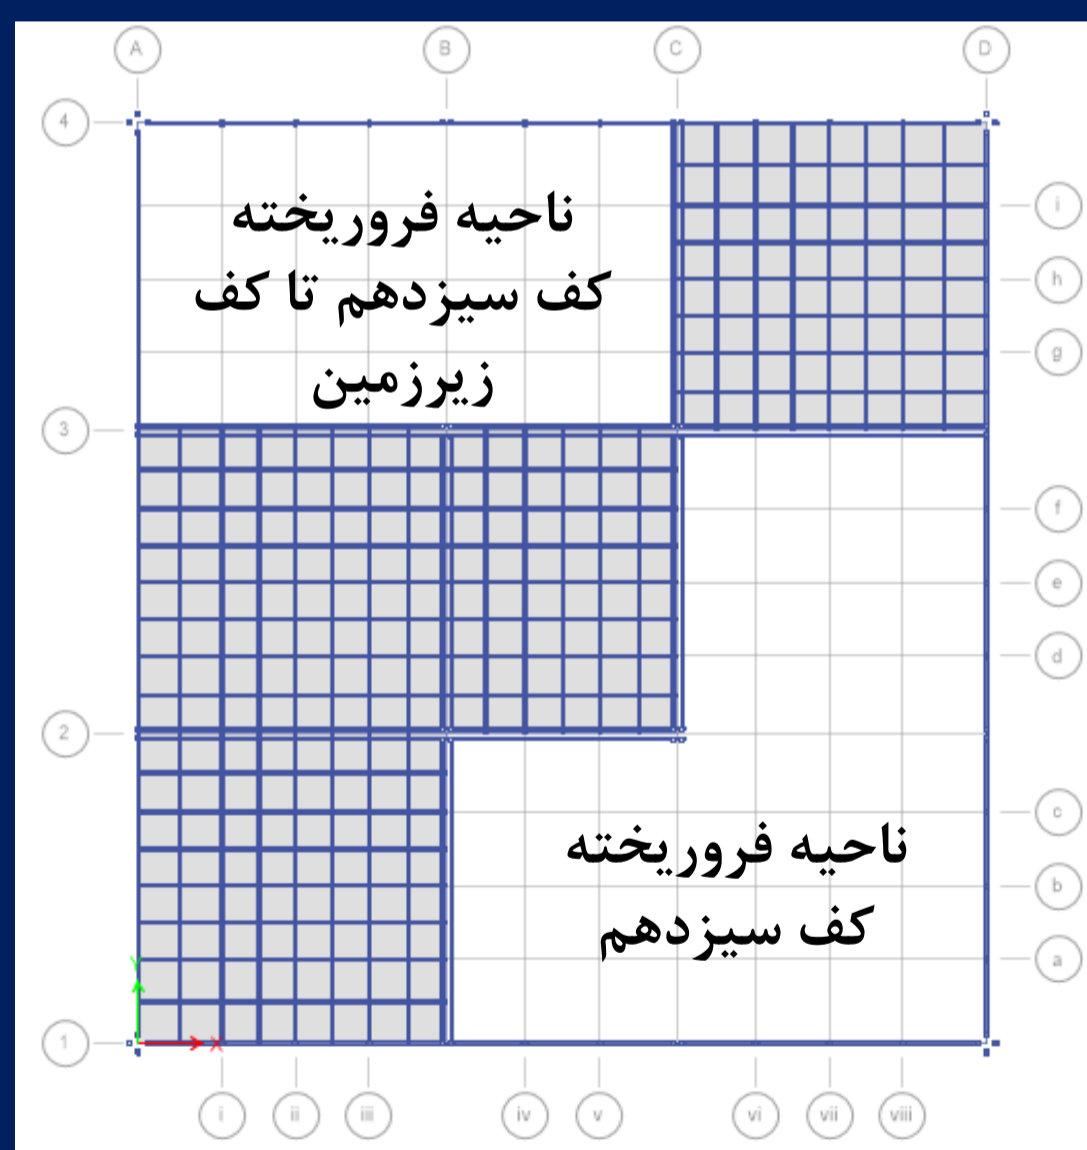 A B C D
4
ناحیه فروریخته
کف سیزدهم تا کف
زیرزمین
i
h
g
3
f
e
d
2
ناحیه فروریخته
کف سیزدهم
c
b
a
Y
1
X
i ii iii iv v vi vii viii